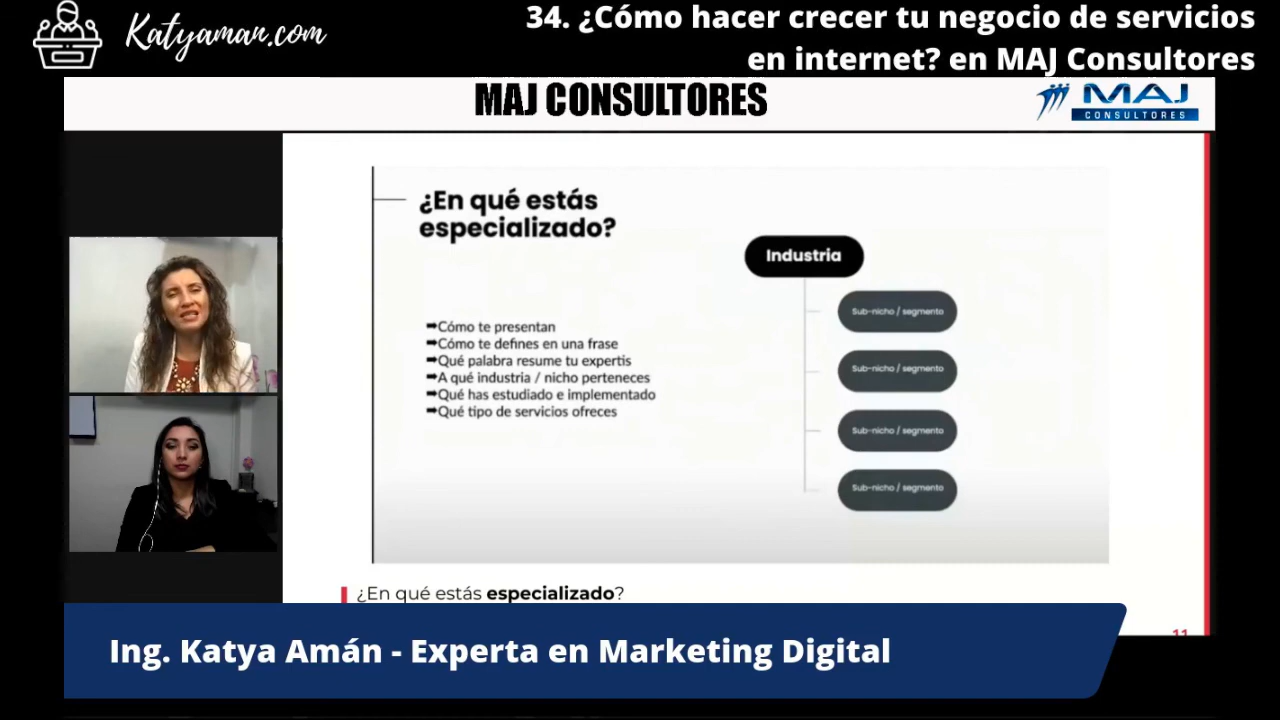 Katyaman.com
34. ¿Cómo hacer crecer tu negocio de servicios
en internet? en MAJ Consultores
MAJ CONSULTORES
MAJ
CONSULTORES
¿En qué estás
especializado?
➡Cómo te presentan
➡Cómo te defines en una frase
➡Qué palabra resume tu expertis
➡A qué industria / nicho perteneces
➡Qué has estudiado e implementado
➡Qué tipo de servicios ofreces
Industria
Sub-nicho / segmento
Sub-nicho / segmento
Sub-nicho / segmento
Sub-nicho / segmento
¿En qué estás especializado?
11
Ing. Katya Amán - Experta en Marketing Digital